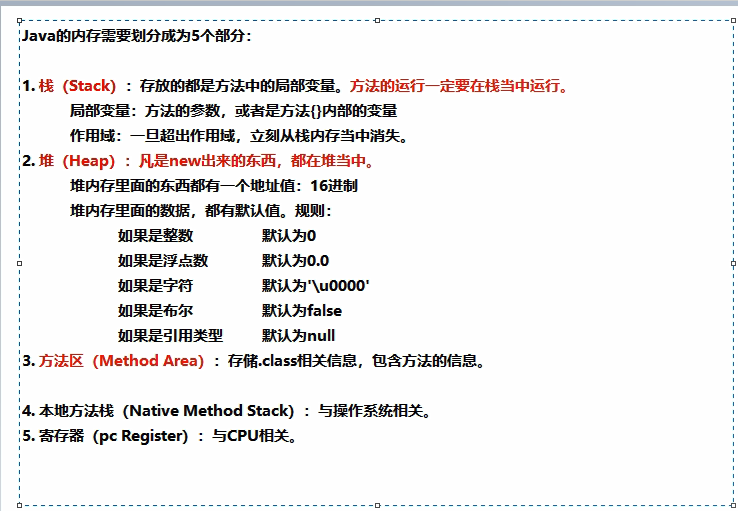 Java的内存需要划分成为5个部分：
1. 栈（Stack）：存放的都是方法中的局部变量。方法的运行一定要在栈当中运行。
局部变量：方法的参数，或者是方法{}内部的变量
作用域：一旦超出作用域，立刻从栈内存当中消失。
2. 堆（Heap）：凡是new出来的东西，都在堆当中。
堆内存里面的东西都有一个地址值：16进制
堆内存里面的数据，都有默认值。规则：
如果是整数 默认为0
如果是浮点数 默认为0.0
如果是字符 默认为'\u0000'
如果是布尔 默认为false
如果是引用类型 默认为null
3. 方法区（Method Area）：存储.class相关信息，包含方法的信息。
4. 本地方法栈（Native Method Stack）：与操作系统相关。
5. 寄存器（pc Register）：与CPU相关。